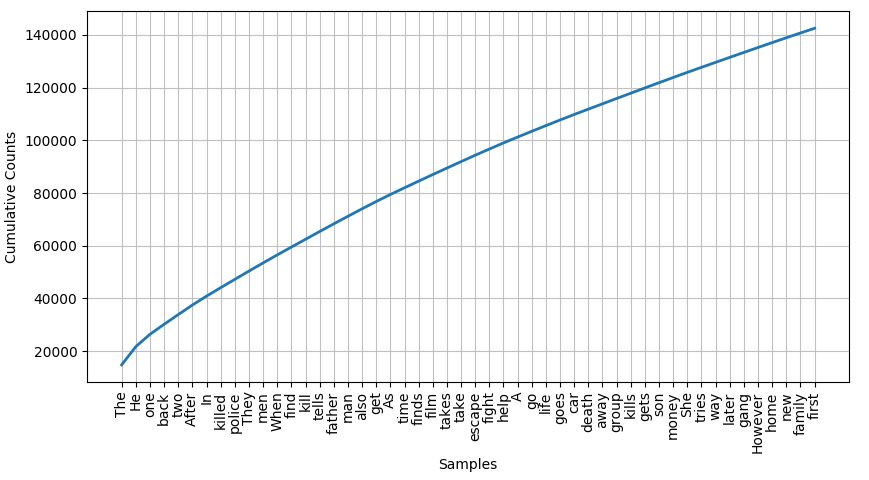 140000
120000
100000
80000
60000
40000
20000
Cumulative Counts
The
He
one
back
two
After
In
killed
police
They
men
When
find
kill
tells
father
man
also
get
As
time
finds
film
takes
take
escape
fight
help
A
go
life
goes
car
death
away
group
kills
gets
son
money
She
tries
way
later
gang
However
home
new
family
first
Samples